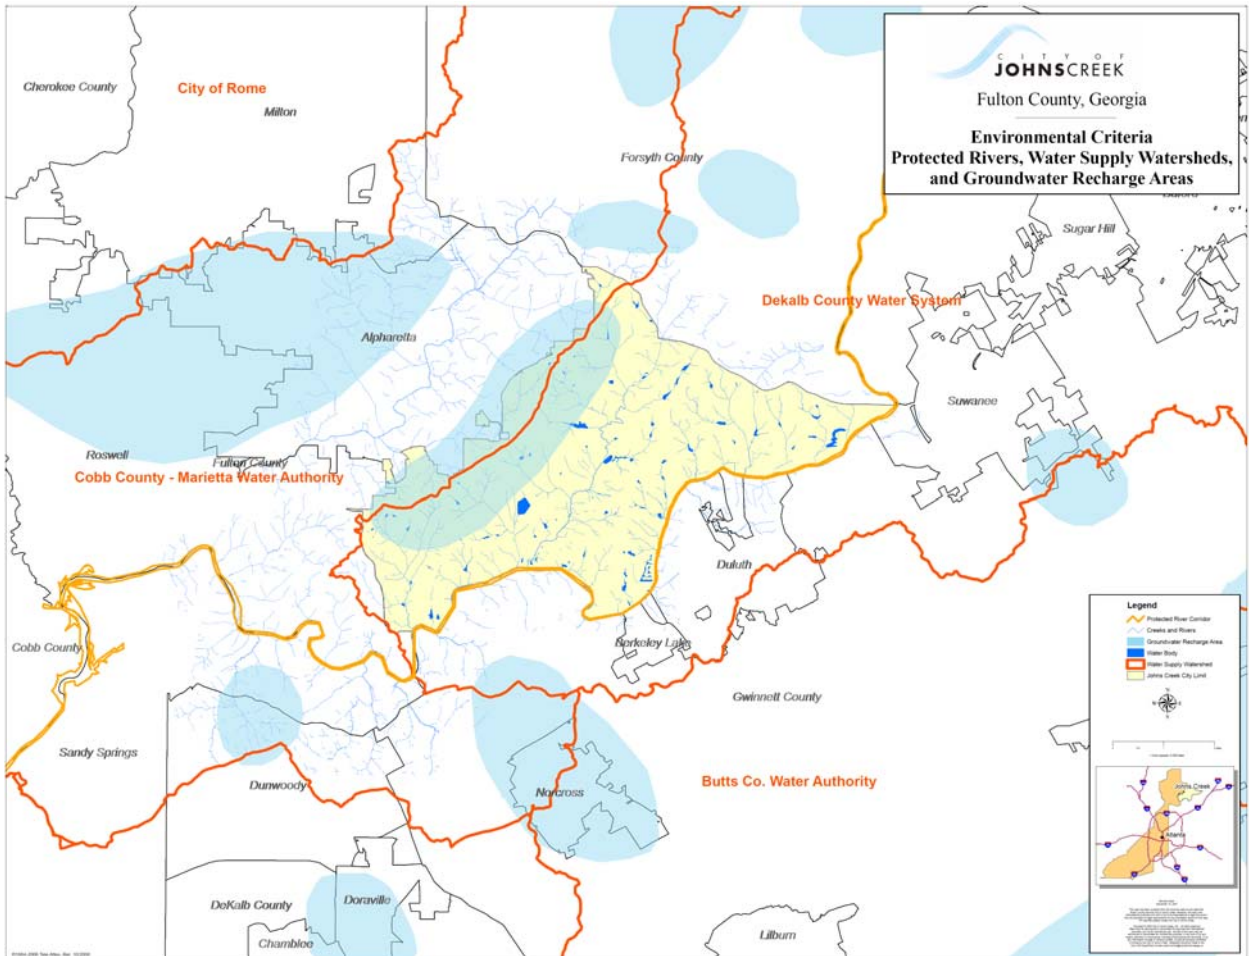 CITY OF
JOHNSCREEK
Fulton County, Georgia
Environmental Criteria
Protected Rivers, Water Supply Watersheds,
and Groundwater Recharge Areas
Cherokee County
City of Rome
Milton
Forsyth County
Sugar Hill
Dekalb County Water System
Alpharetta
Suwanee
Roswell
Fulton County
Cobb County - Marietta Water Authority
Duluth
Cobb County
Berkeley Lake
Gwinnett County
Sandy Springs
Dunwoody
Norcross
Butts Co. Water Authority
DeKalb County
Doraville
Chamblee
Lilburn
Legend
Protected River Corridor
Creeks and Rivers
Groundwater Recharge Area
Water Body
Water Supply Watershed
Johns Creek City Limit
N
Johns Creek
Atlanta